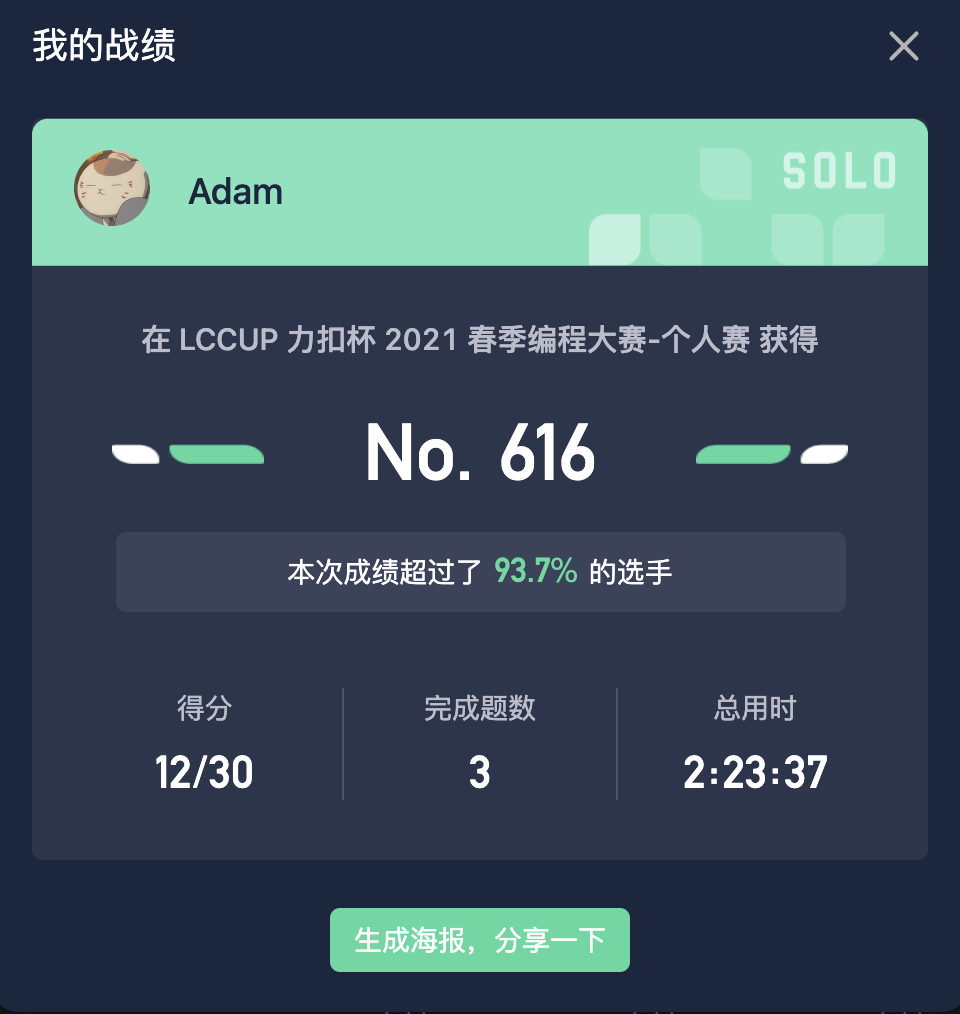 我的战绩
Adam
SOLO
在 LCCUP 力扣杯 2021 春季编程大赛-个人赛 获得
No. 616
本次成绩超过了 93.7% 的选手
得分
完成题数
总用时
12/30
3
2:23:37
生成海报，分享一下